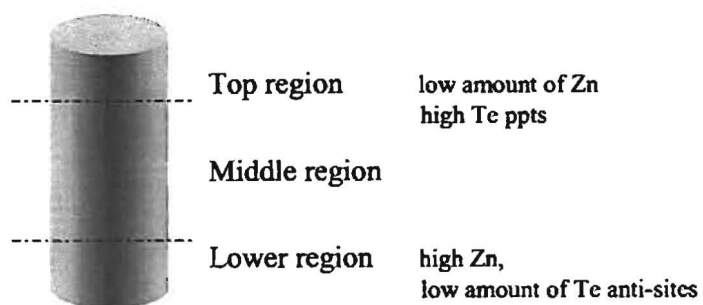 Top region low amount of Zn
high Te ppts
Middle region
Lower region high Zn,
low amount of Te anti-sites